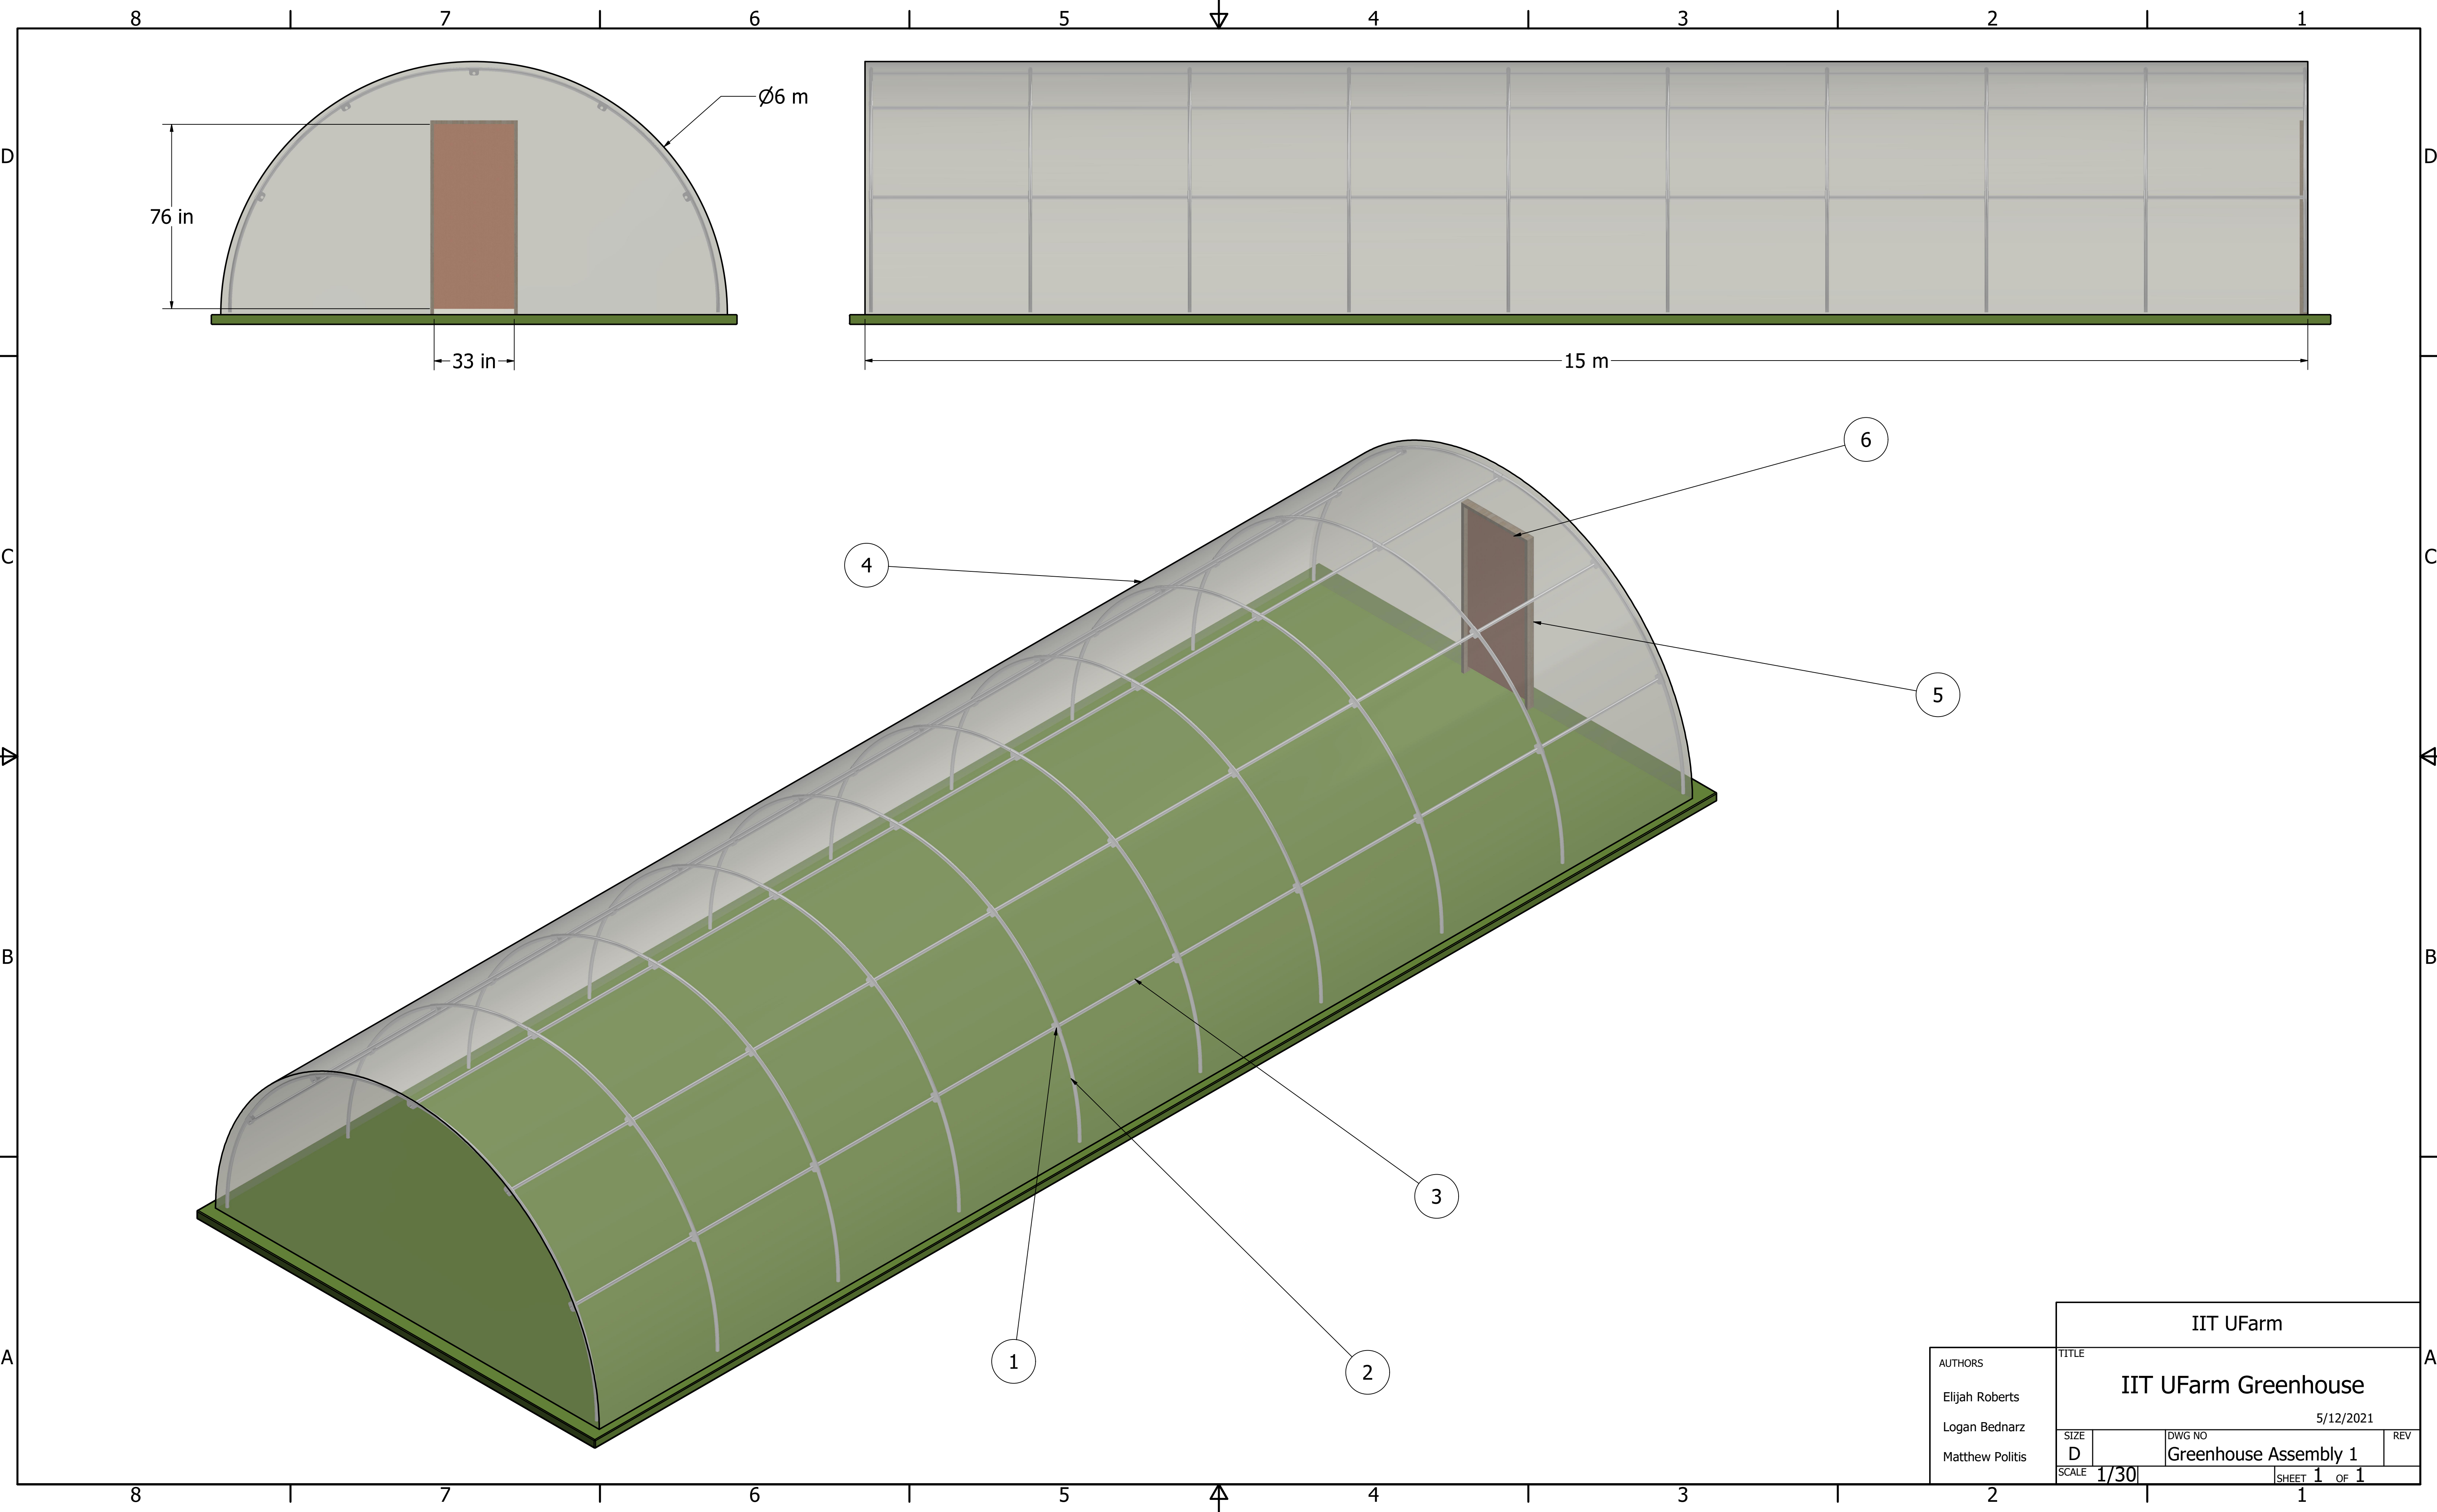 8 7 6 5 4 3 2 1
D D
Ø6 m
76 in
33 in
15 m
6
C C
4
5
B B
3
1
2
A A
IIT UFarm
AUTHORS
Elijah Roberts
Logan Bednarz
Matthew Politis
TITLE
IIT UFarm Greenhouse
5/12/2021
SIZE
D
DWG NO
Greenhouse Assembly 1
REV
SCALE 1/30
SHEET 1 OF 1
8 7 6 5 4 3 2 1